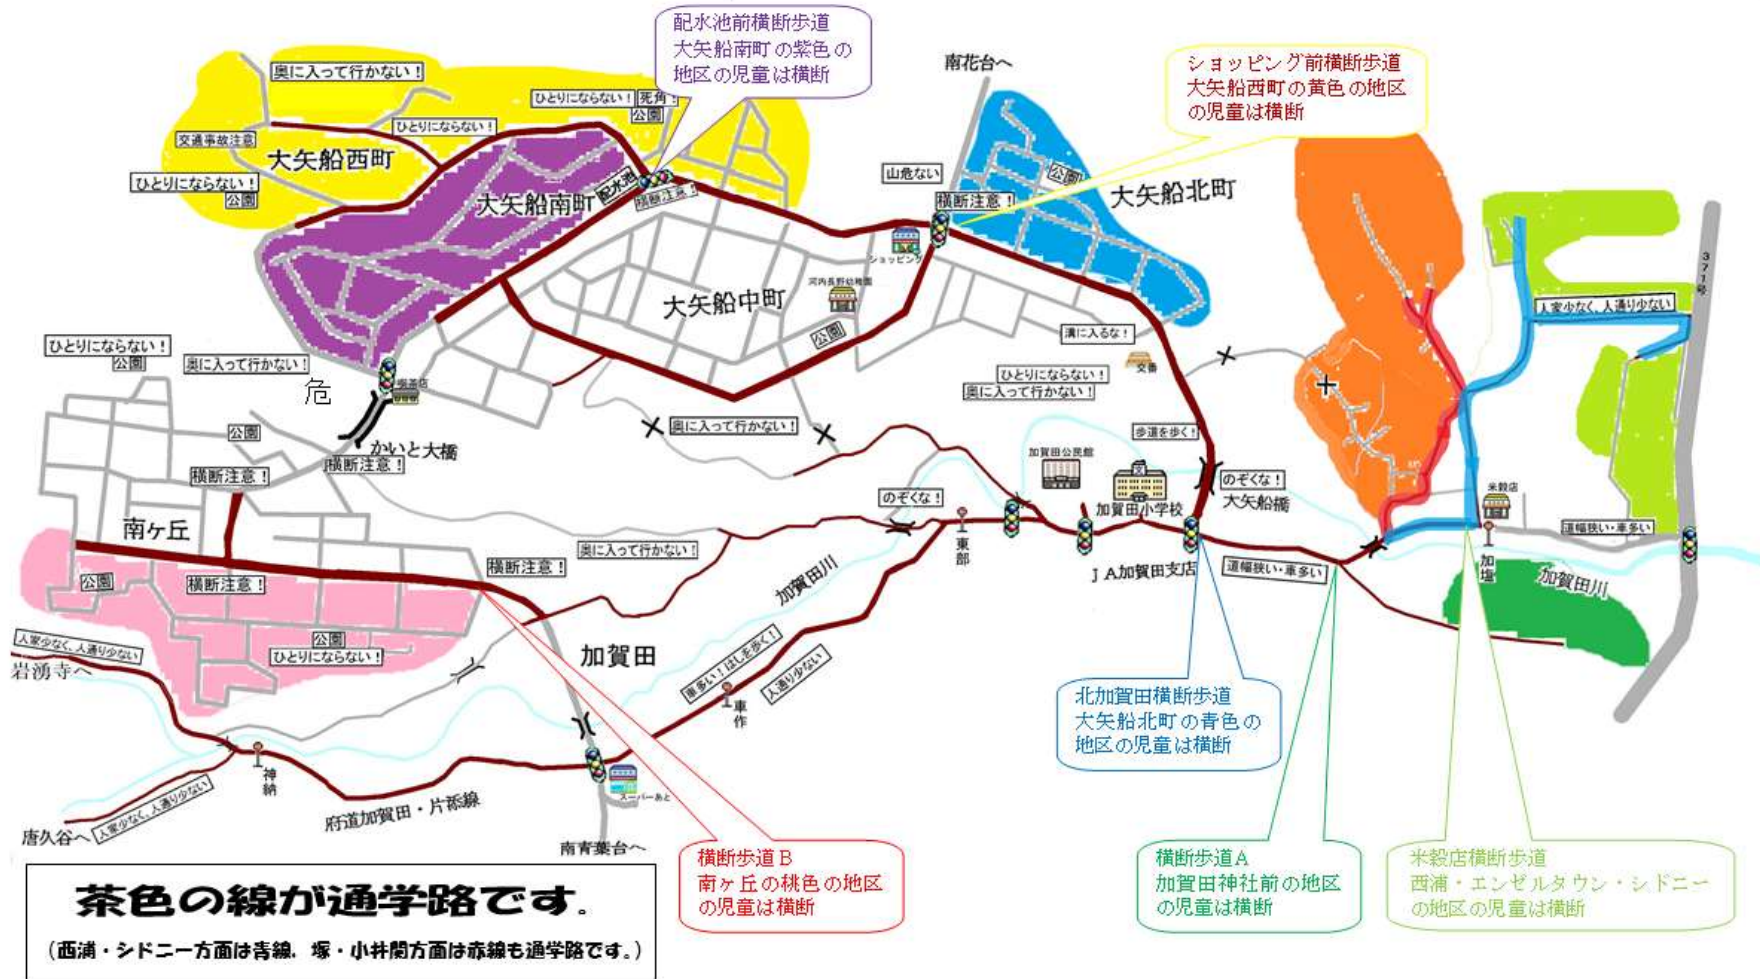 配水池前横断歩道
大矢船南町の紫色の
地区の児童は横断
南花台へ
ショッピング前横断歩道
大矢船西町の黄色の地区
の児童は横断
奥に入って行かない！
ひとりにならない！
死角！
公園
ひとりにならない！
交通事故注意
大矢船西町
ひとりにならない！
公園
大矢船南町
配水池
横断注意！
山危ない
横断注意！
公園
大矢船北町
ショッピング
河内長野幼稚園
大矢船中町
公園
371号
人家少なく、人通り少ない
溝に入るな！
交番
ひとりにならない！
公園
奥に入って行かない！
危
喫茶店
ひとりにならない！
奥に入って行かない！
奥に入って行かない！
歩道を歩く！
公園
かいと大橋
横断注意！
横断注意！
加賀田公民館
文
加賀田小学校
のぞくな！
大矢船橋
のぞくな！
米穀店
道幅狭い・車多い
南ヶ丘
東部
奥に入って行かない！
横断注意！
公園
横断注意！
加賀田川
ＪＡ加賀田支店
道幅狭い・車多い
加塩
加賀田川
公園
ひとりにならない！
人家少なく、人通り少ない
岩湧寺へ
加賀田
車多い！はしを歩く！
人通り少ない
車作
北加賀田横断歩道
大矢船北町の青色の
地区の児童は横断
神納
スーパーあと
府道加賀田・片添線
人家少なく、人通り少ない
唐久谷へ
南青葉台へ
横断歩道Ｂ
南ヶ丘の桃色の地区
の児童は横断
横断歩道Ａ
加賀田神社前の地区
の児童は横断
米穀店横断歩道
西浦・エンゼルタウン・シドニー
の地区の児童は横断
茶色の線が通学路です。
（西浦・シドニー方面は青線、塚・小井関方面は赤線も通学路です。）